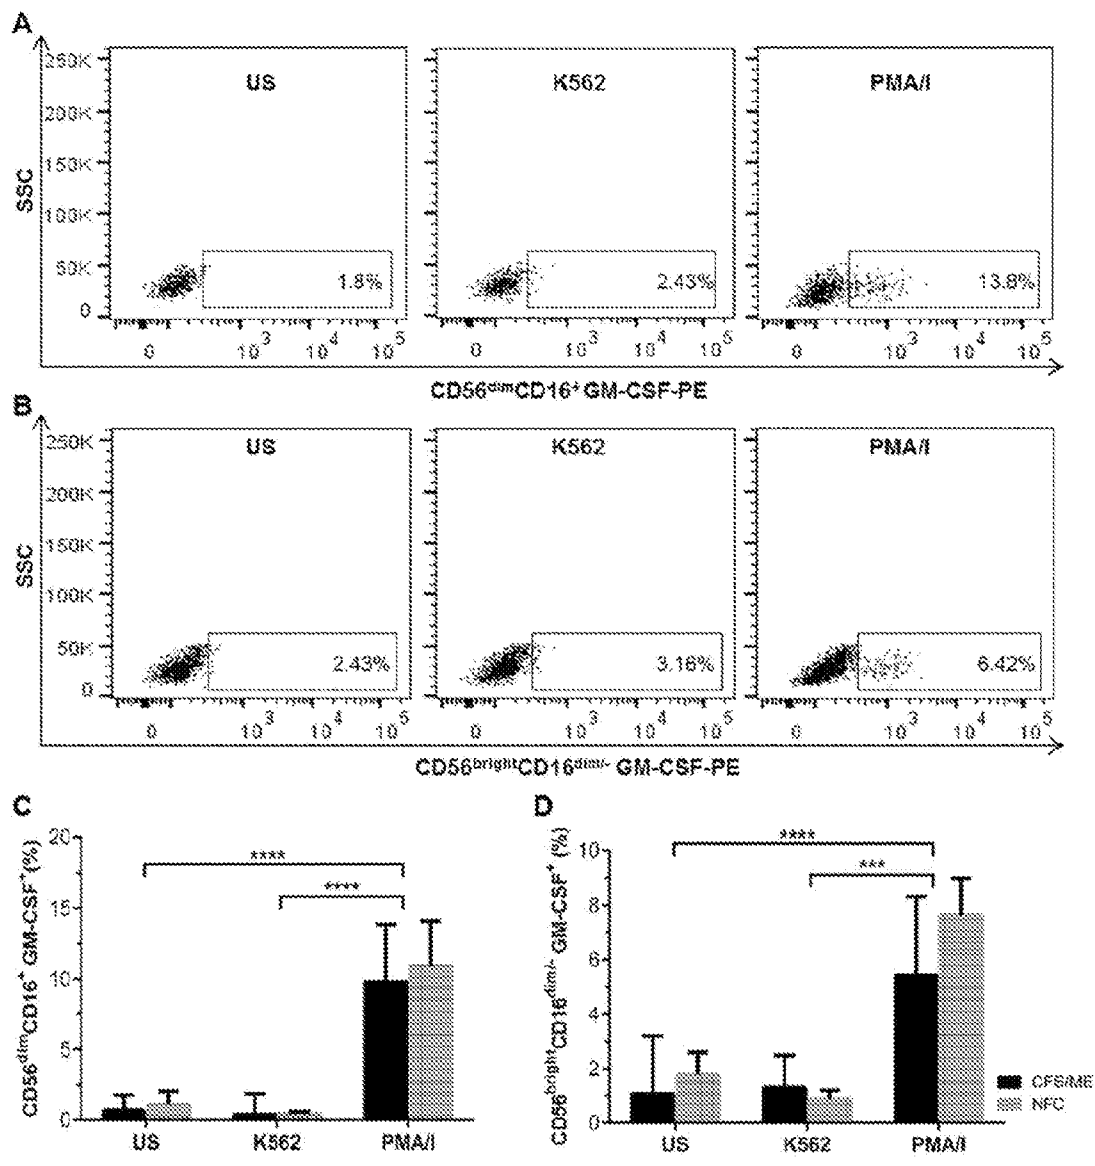 A
US
K562
PMA/I
250K
200K
150K
100K
50K
0
SSC
1.8%
2.43%
13.8%
0 10³ 10⁴ 10⁵
0 10³ 10⁴ 10⁵
0 10³ 10⁴ 10⁵
CD56ᵈⁱᵐCD16⁺ GM-CSF-PE
B
US
K562
PMA/I
250K
200K
150K
100K
50K
0
SSC
2.43%
3.16%
6.42%
0 10³ 10⁴ 10⁵
0 10³ 10⁴ 10⁵
0 10³ 10⁴ 10⁵
CD56ᵇʳⁱᵍʰᵗCD16ᵈⁱᵐ/⁻ GM-CSF-PE
C
CD56ᵈⁱᵐCD16⁺ GM-CSF⁺(%)
20
15
10
5
0
****
****
US
K562
PMA/I
D
CD56ᵇʳⁱᵍʰᵗCD16ᵈⁱᵐ/⁻ GM-CSF⁺ (%)
10
8
6
4
2
0
****
***
US
K562
PMA/I
CFS/ME
NFC